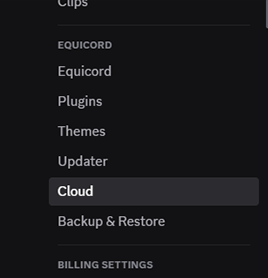 Clips
EQUICORD
Equicord
Plugins
Themes
Updater
Cloud
Backup & Restore
BILLING SETTINGS